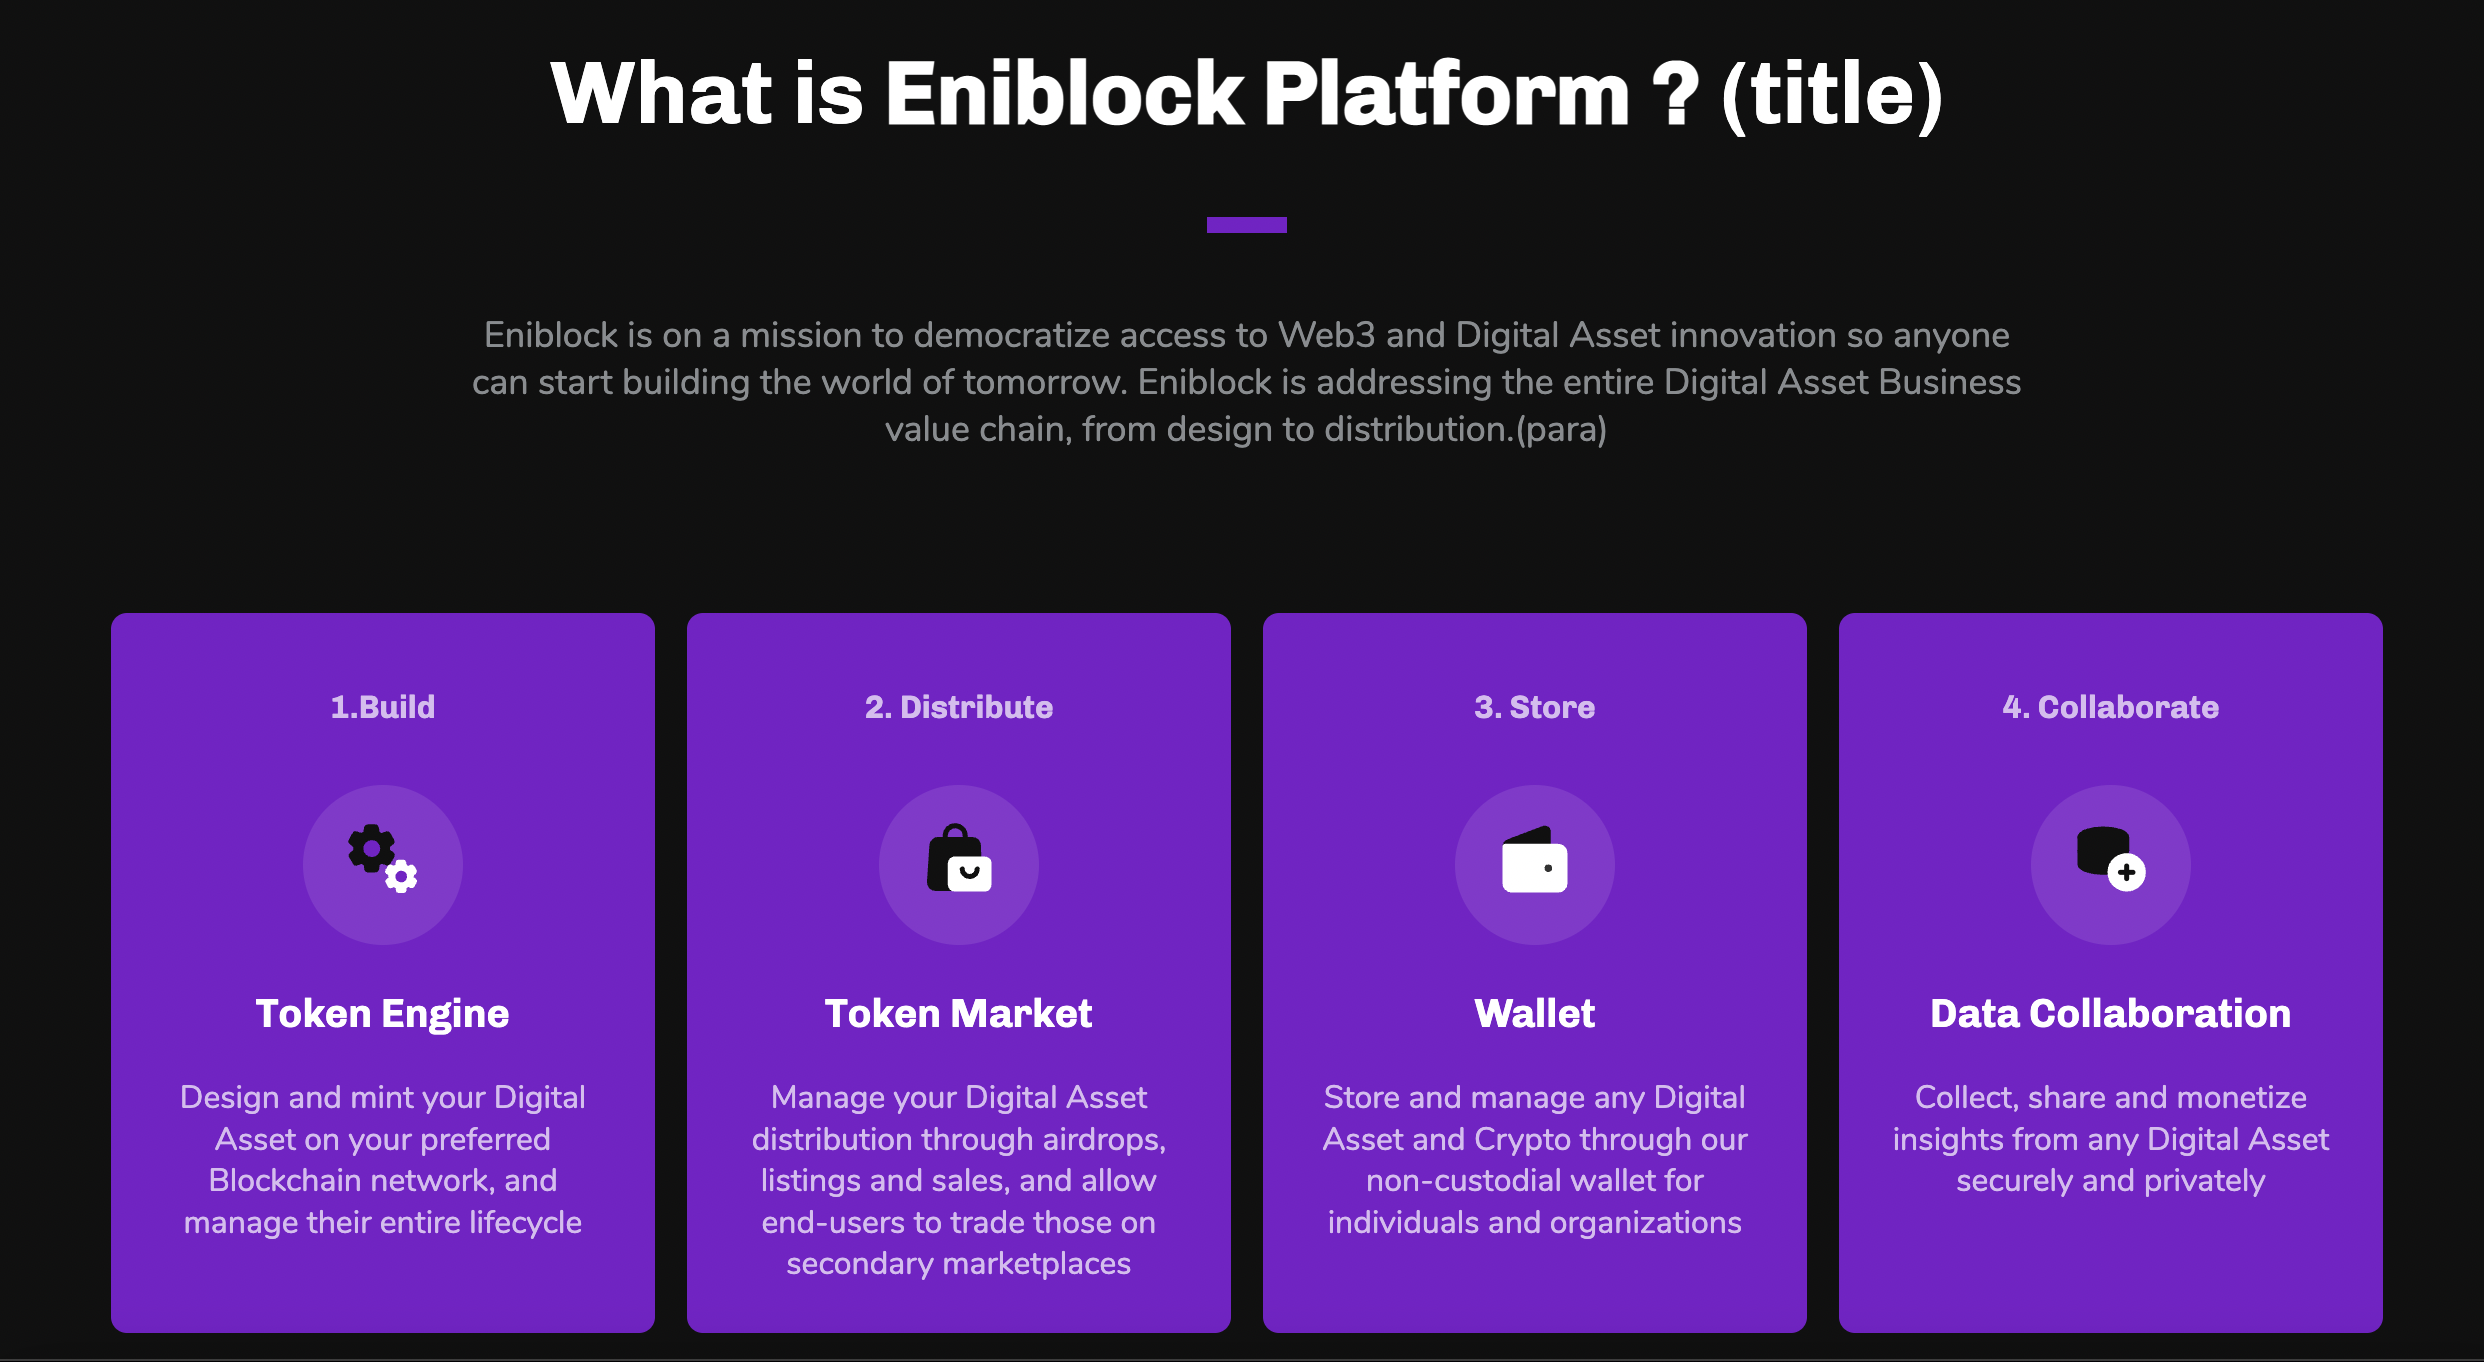 What is Eniblock Platform ? (title)
Eniblock is on a mission to democratize access to Web3 and Digital Asset innovation so anyone
can start building the world of tomorrow. Eniblock is addressing the entire Digital Asset Business
value chain, from design to distribution.(para)
1.Build
Token Engine
Design and mint your Digital
Asset on your preferred
Blockchain network, and
manage their entire lifecycle
2. Distribute
Token Market
Manage your Digital Asset
distribution through airdrops,
listings and sales, and allow
end-users to trade those on
secondary marketplaces
3. Store
Wallet
Store and manage any Digital
Asset and Crypto through our
non-custodial wallet for
individuals and organizations
4. Collaborate
Data Collaboration
Collect, share and monetize
insights from any Digital Asset
securely and privately